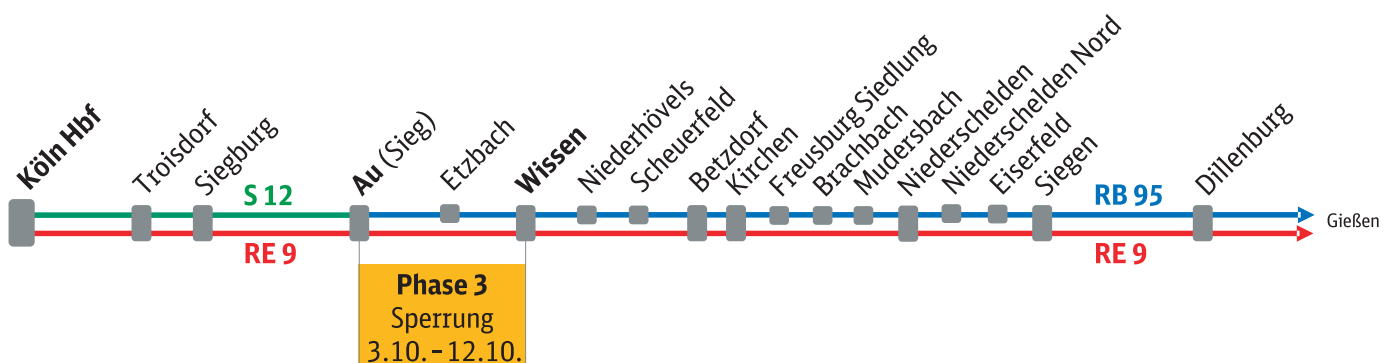 Köln Hbf
Troisdorf
Siegburg
Au (Sieg)
Etzbach
Wissen
Niederhövels
Scheuerfeld
Betzdorf
Kirchen
Freusburg Siedlung
Brachbach
Mudersbach
Niederschelden
Niederschelden Nord
Eiserfeld
Siegen
Dillenburg
S 12
RB 95
Gießen
RE 9
RE 9
Phase 3
Sperrung
3.10. – 12.10.